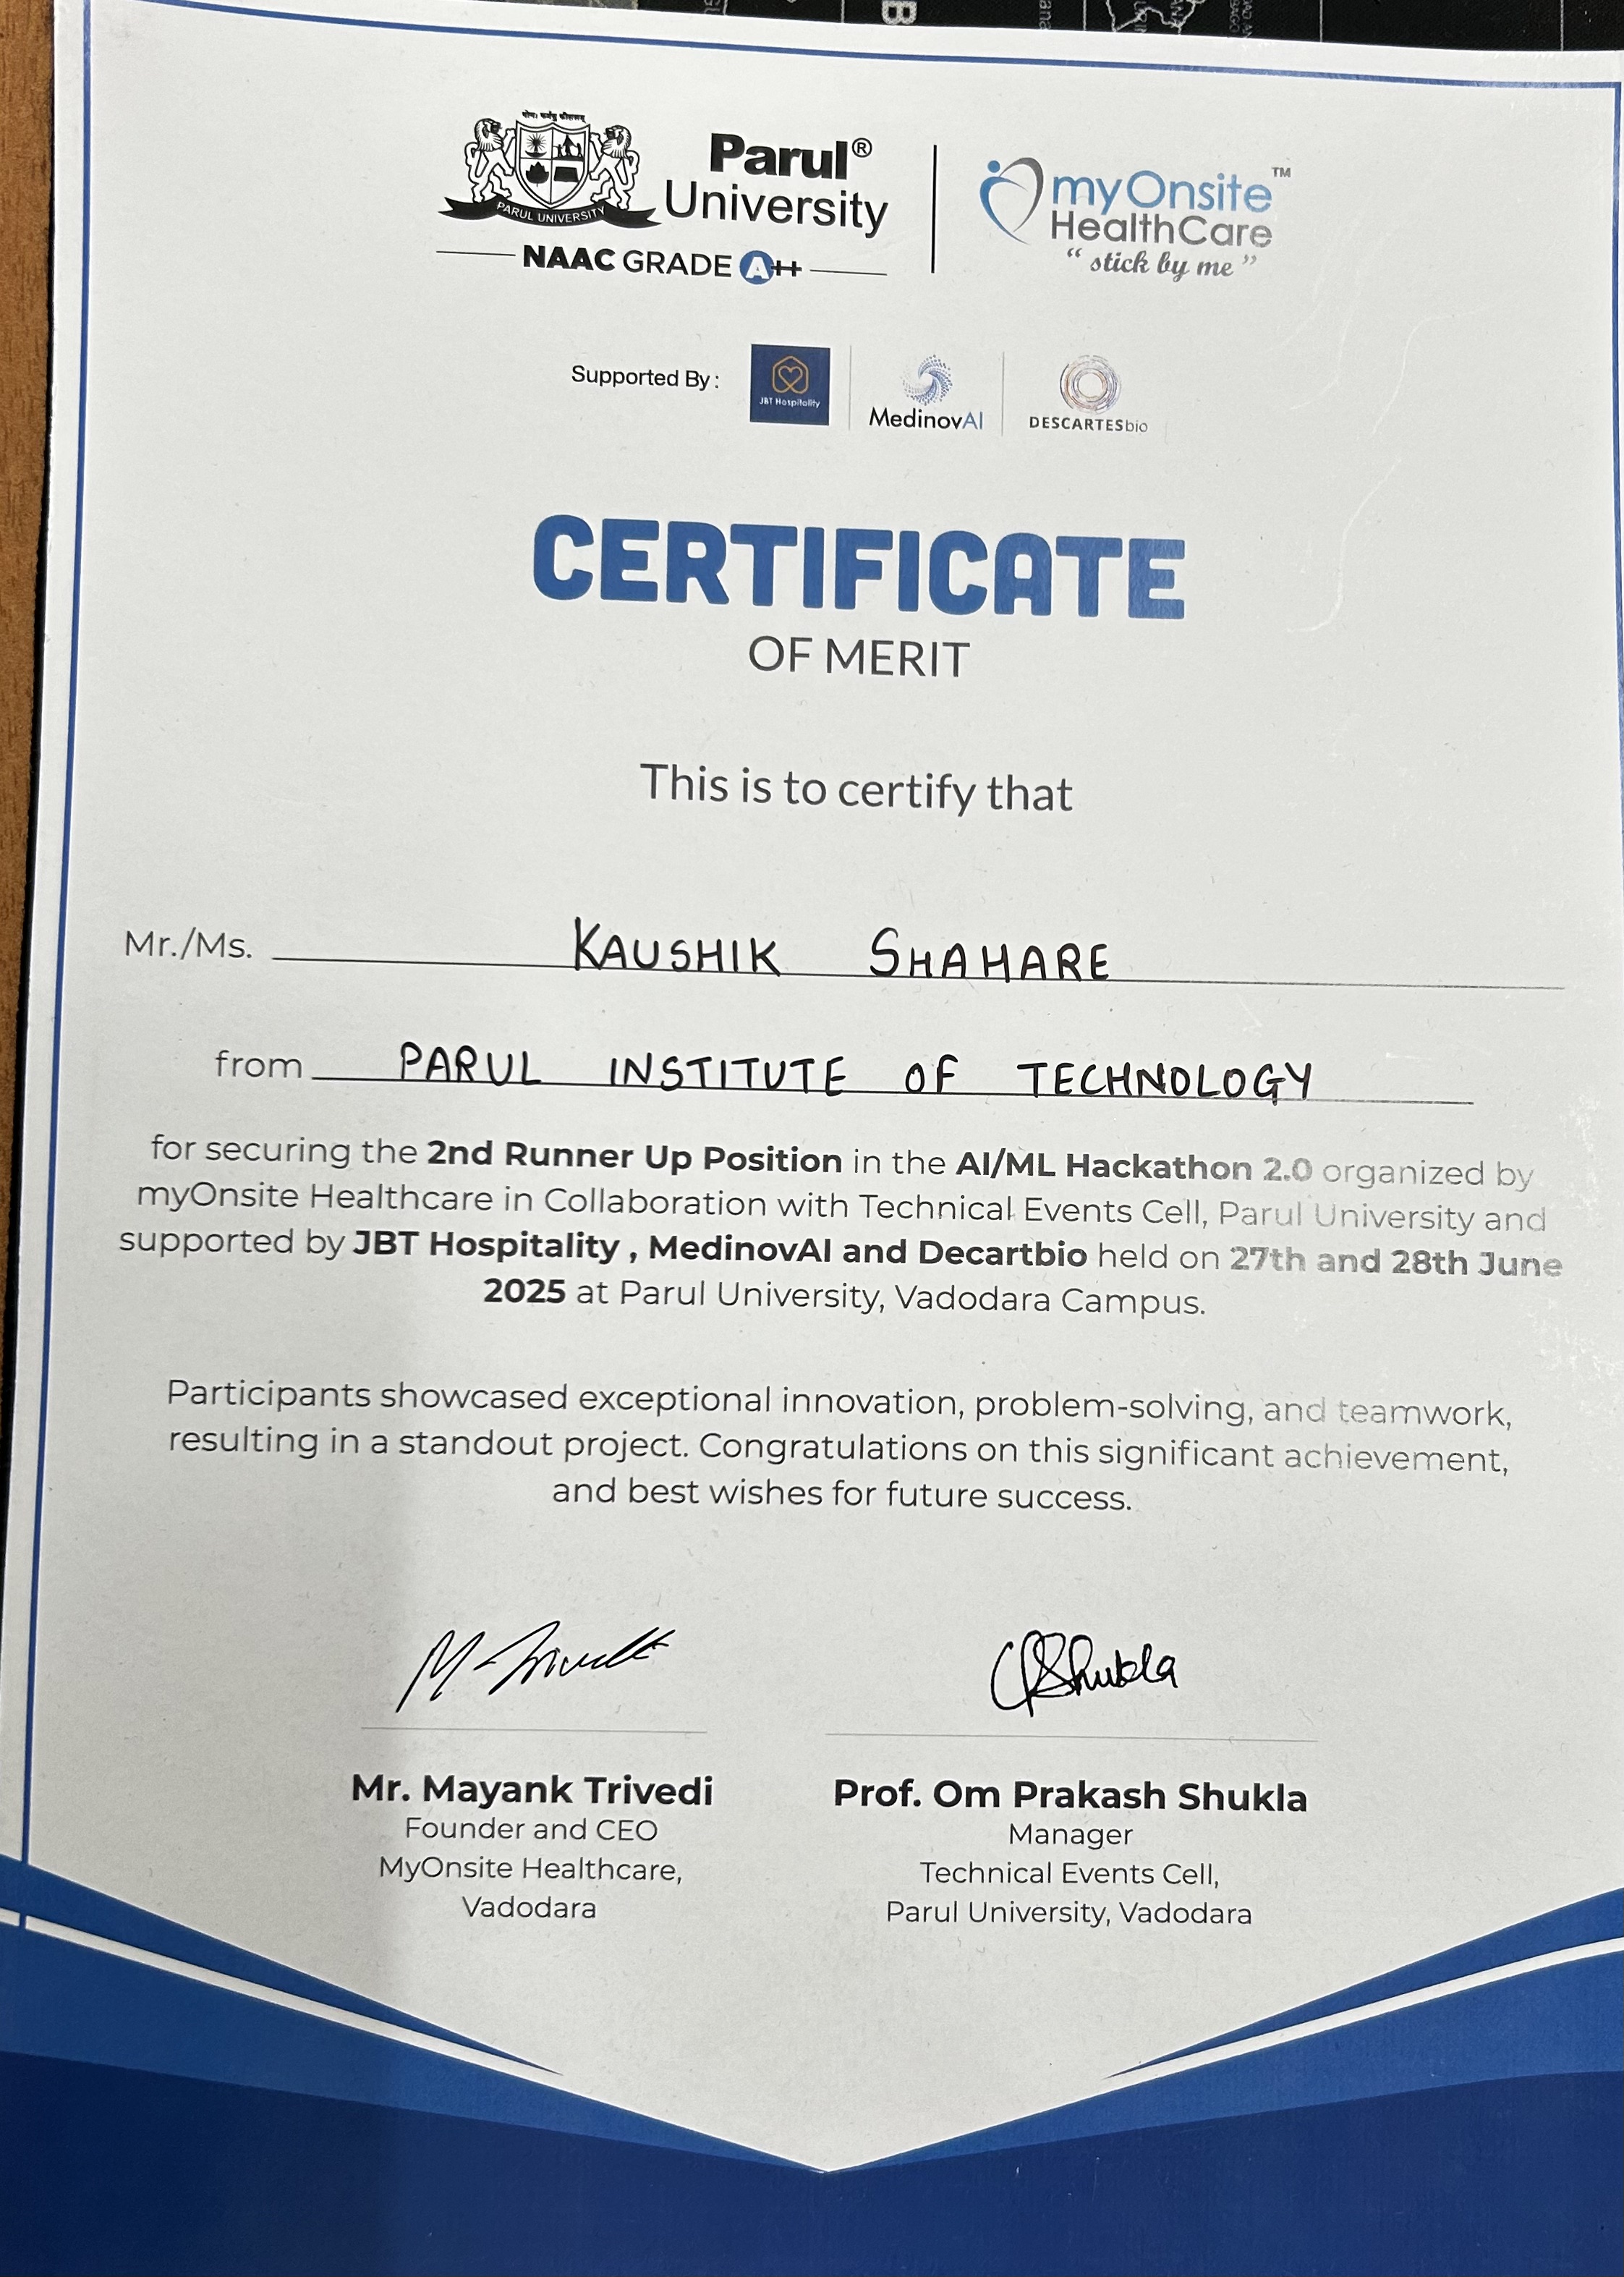 PARUL UNIVERSITY
Parul®
University
NAAC GRADE A++
myOnsite™
HealthCare
“ stick by me ”
Supported By :
JBT Hospitality
MedinovAI
DESCARTESbio
CERTIFICATE
OF MERIT
This is to certify that
Mr./Ms. KAUSHIK SHAHARE
from PARUL INSTITUTE OF TECHNOLOGY
for securing the 2nd Runner Up Position in the AI/ML Hackathon 2.0 organized by
myOnsite Healthcare in Collaboration with Technical Events Cell, Parul University and
supported by JBT Hospitality , MedinovAI and Decartbio held on 27th and 28th June
2025 at Parul University, Vadodara Campus.
Participants showcased exceptional innovation, problem-solving, and teamwork,
resulting in a standout project. Congratulations on this significant achievement,
and best wishes for future success.
M. Trivedi
OPShukla
Mr. Mayank Trivedi
Founder and CEO
MyOnsite Healthcare,
Vadodara
Prof. Om Prakash Shukla
Manager
Technical Events Cell,
Parul University, Vadodara